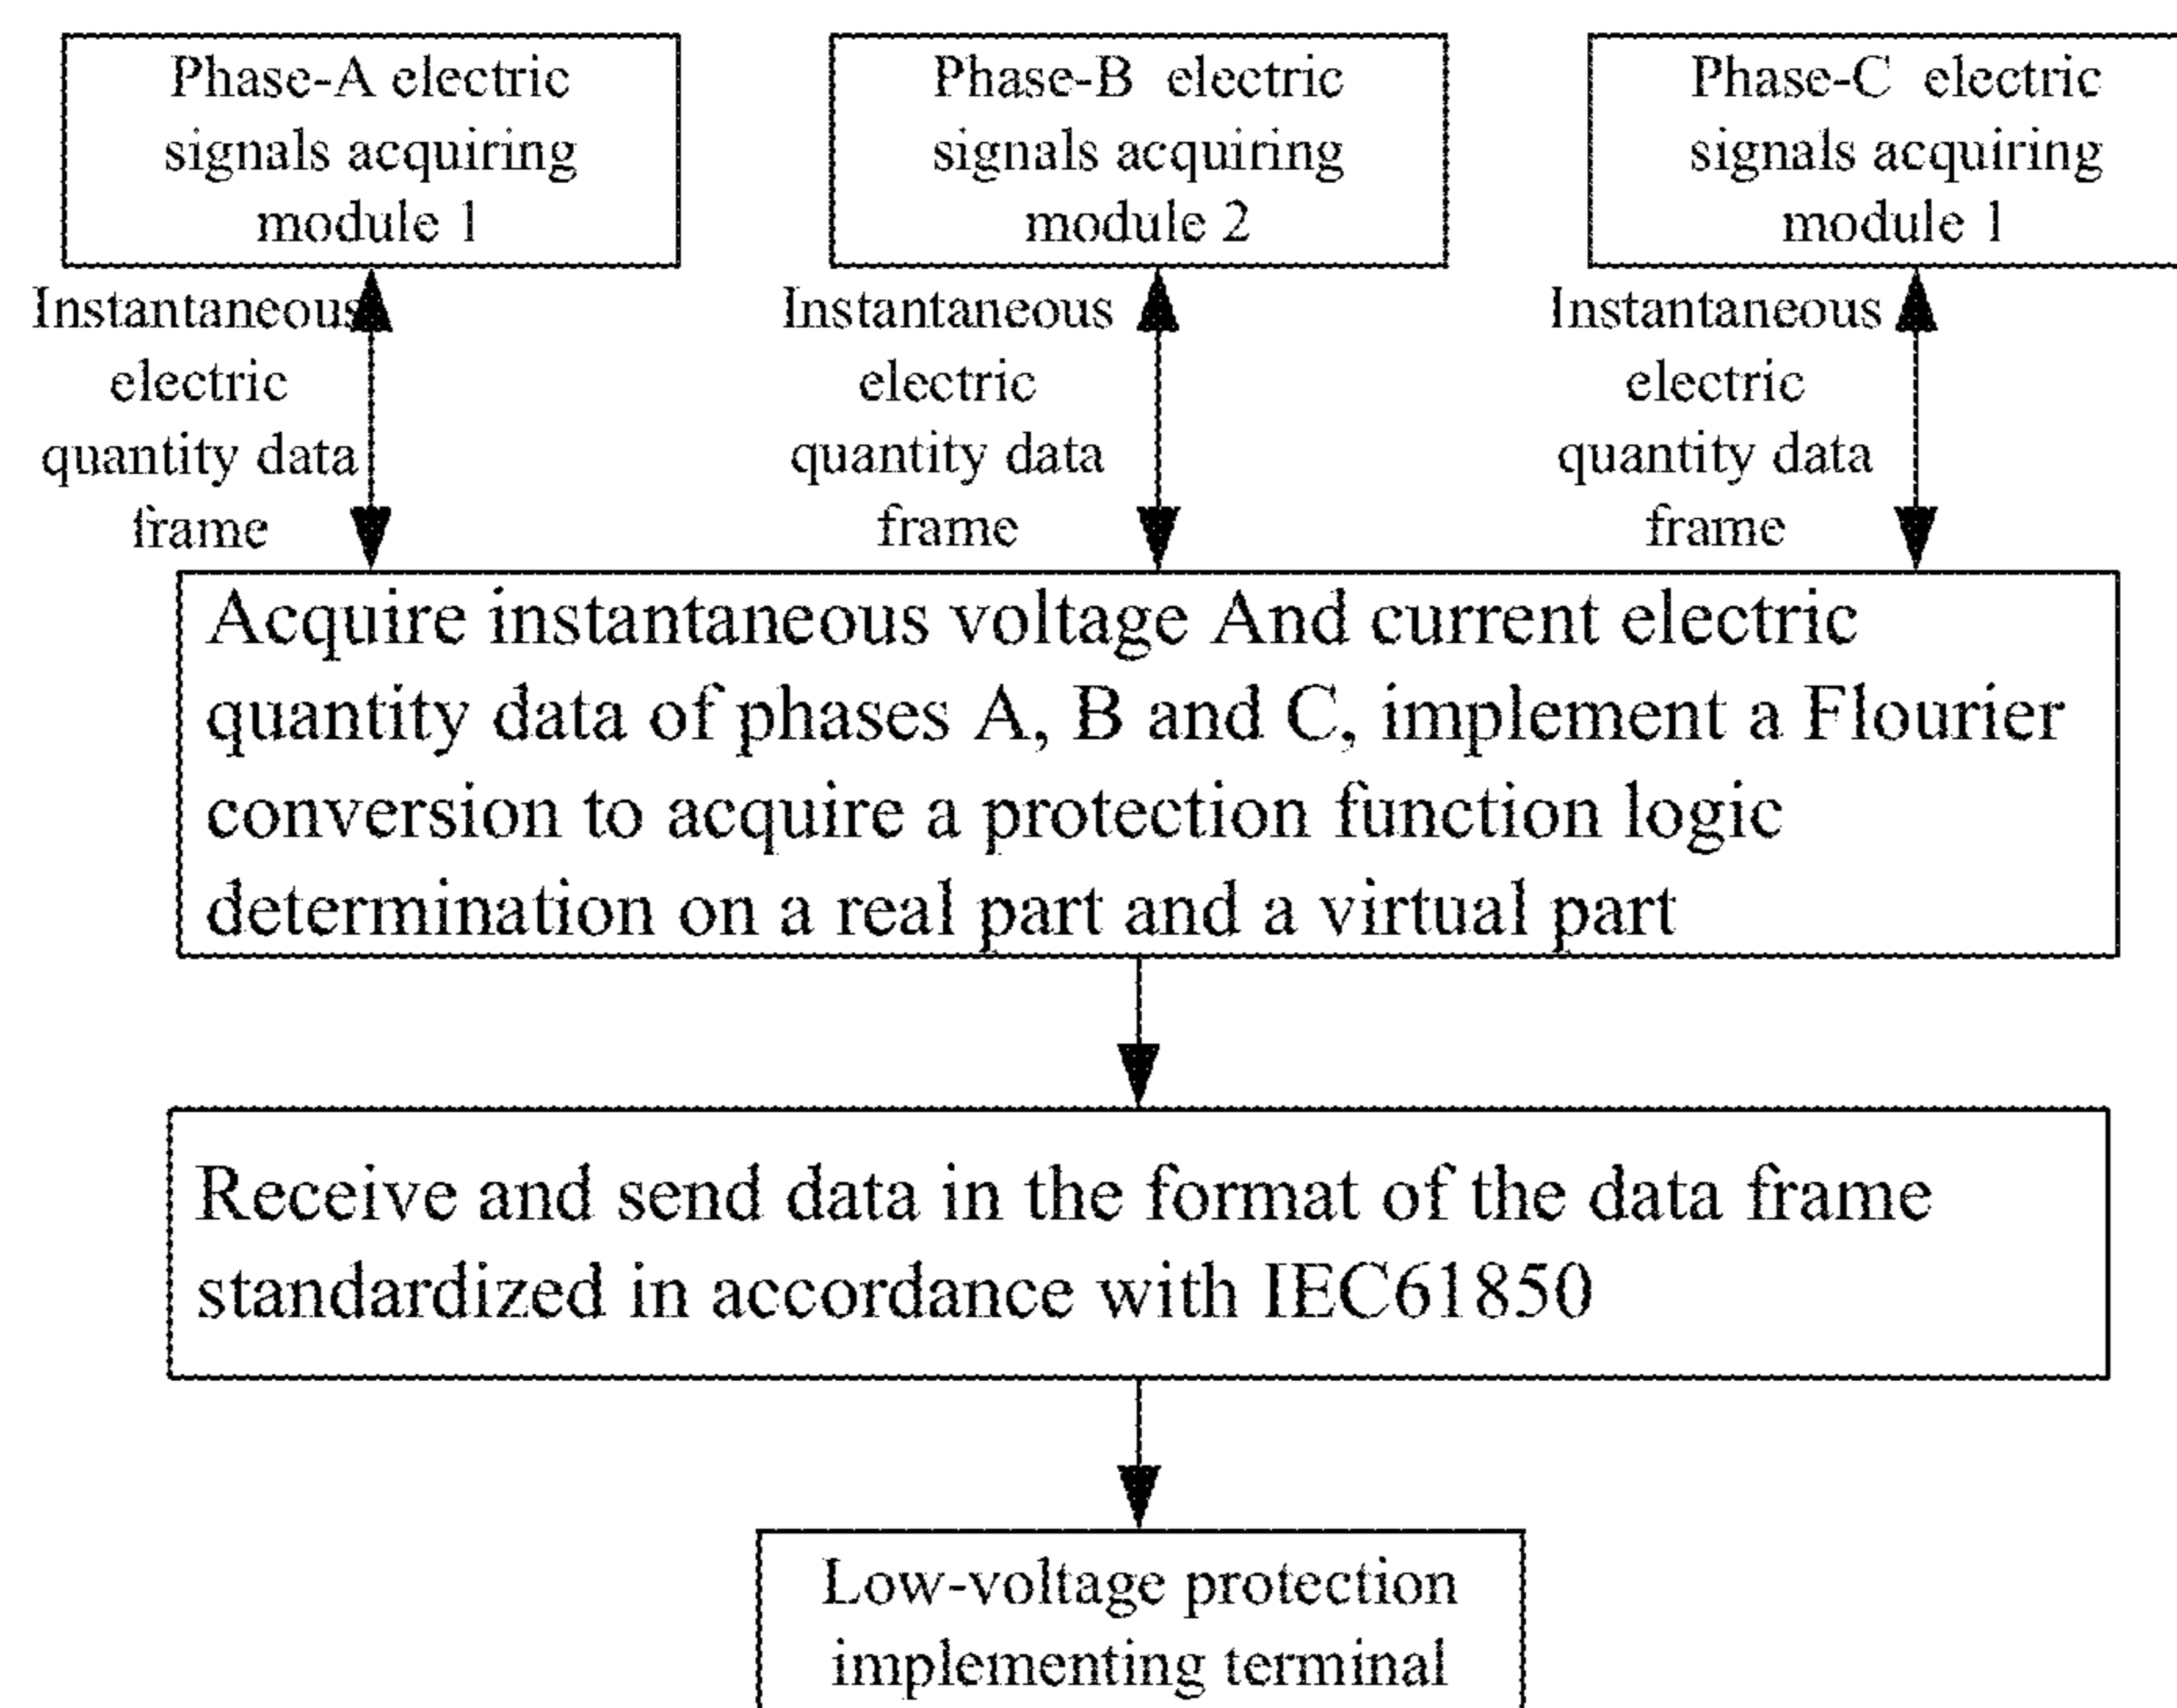 Phase-A electric
signals acquiring
module 1
Phase-B electric
signals acquiring
module 2
Phase-C electric
signals acquiring
module 1
Instantaneous
electric
quantity data
frame
Instantaneous
electric
quantity data
frame
Instantaneous
electric
quantity data
frame
Acquire instantaneous voltage And current electric
quantity data of phases A, B and C, implement a Flourier
conversion to acquire a protection function logic
determination on a real part and a virtual part
Receive and send data in the format of the data frame
standardized in accordance with IEC61850
Low-voltage protection
implementing terminal